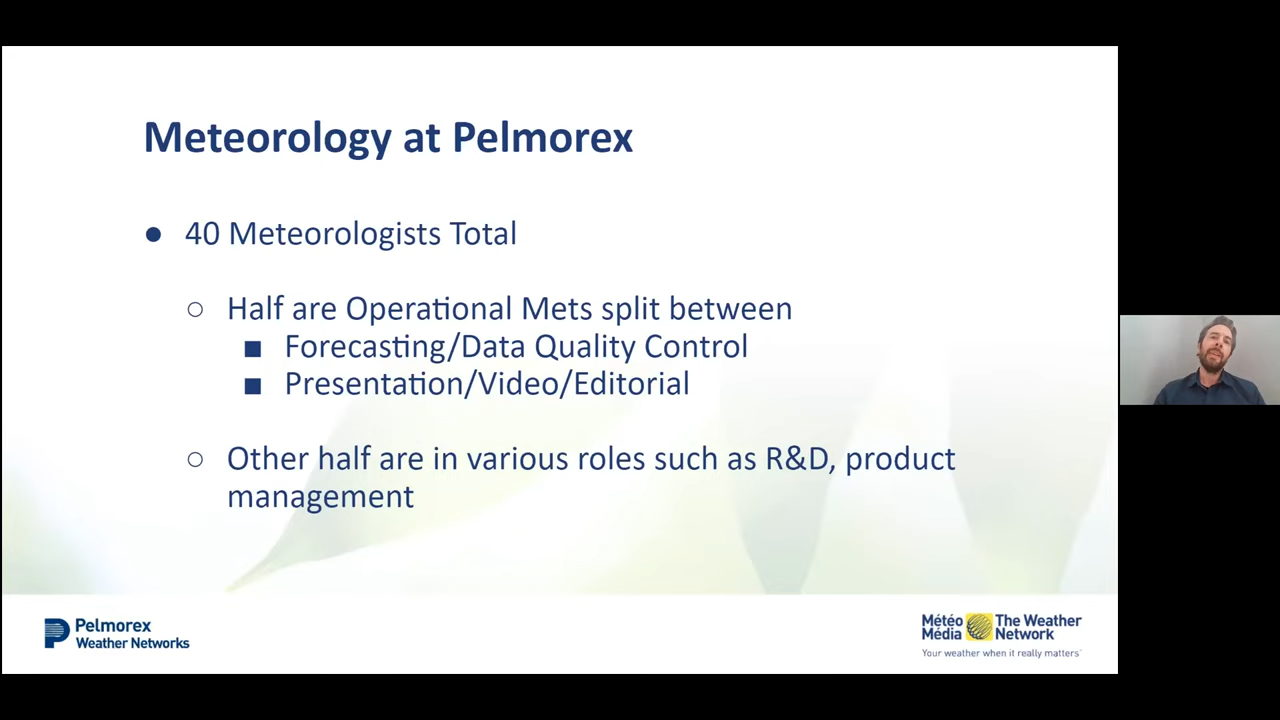 Meteorology at Pelmorex
● 40 Meteorologists Total
○ Half are Operational Mets split between
■ Forecasting/Data Quality Control
■ Presentation/Video/Editorial
○ Other half are in various roles such as R&D, product
management
Pelmorex
Weather Networks
Météo
Média
The Weather
Network
Your weather when it really matters™